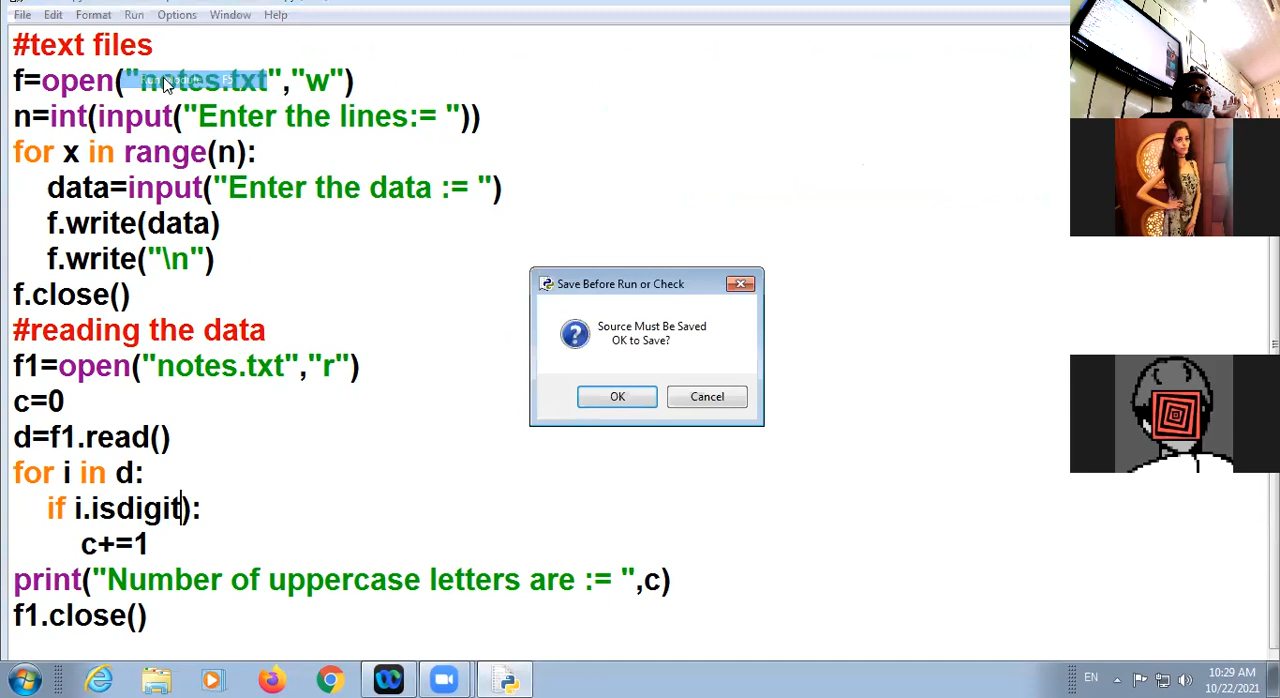 File Edit Format Run Options Window Help
#text files
f=open("notes.txt","w")
n=int(input("Enter the lines:= "))
for x in range(n):
data=input("Enter the data := ")
f.write(data)
f.write("\n")
f.close()
#reading the data
f1=open("notes.txt","r")
c=0
d=f1.read()
for i in d:
if i.isdigit):
c+=1
print("Number of uppercase letters are := ",c)
f1.close()
Save Before Run or Check
Source Must Be Saved
OK to Save?
OK Cancel
EN
10:29 AM
10/22/2021